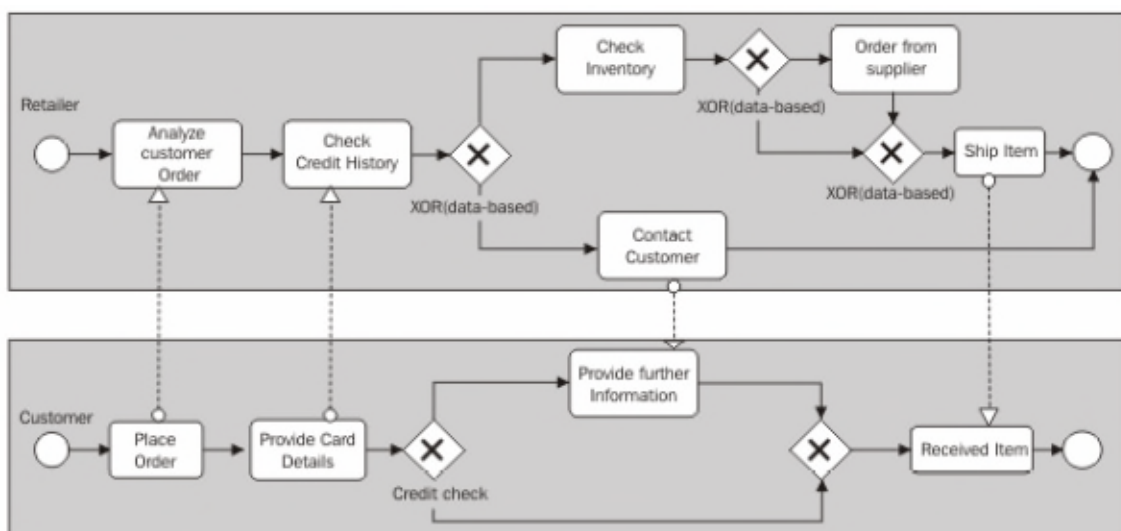 Retailer
Analyze
customer
Order
Check
Credit History
XOR(data-based)
Check
Inventory
XOR(data-based)
Order from
supplier
XOR(data-based)
Ship Item
Contact
Customer
Customer
Place
Order
Provide Card
Details
Credit check
Provide further
Information
Received Item